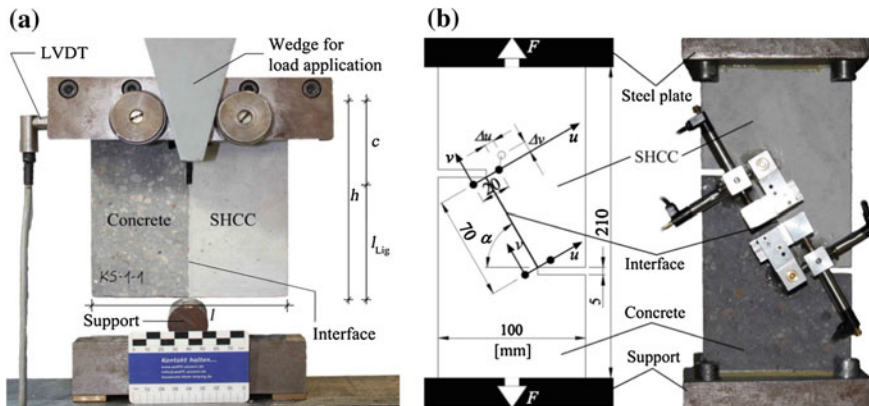 (a)
LVDT
Wedge for
load application
c
h
l_Lig
Concrete
SHCC
KS-1-1
Support
l
Interface
Kontakt halten...
(b)
F
Steel plate
Δu
Δv
v
u
SHCC
20
70
α
210
v
u
Interface
5
Concrete
100
[mm]
Support
F